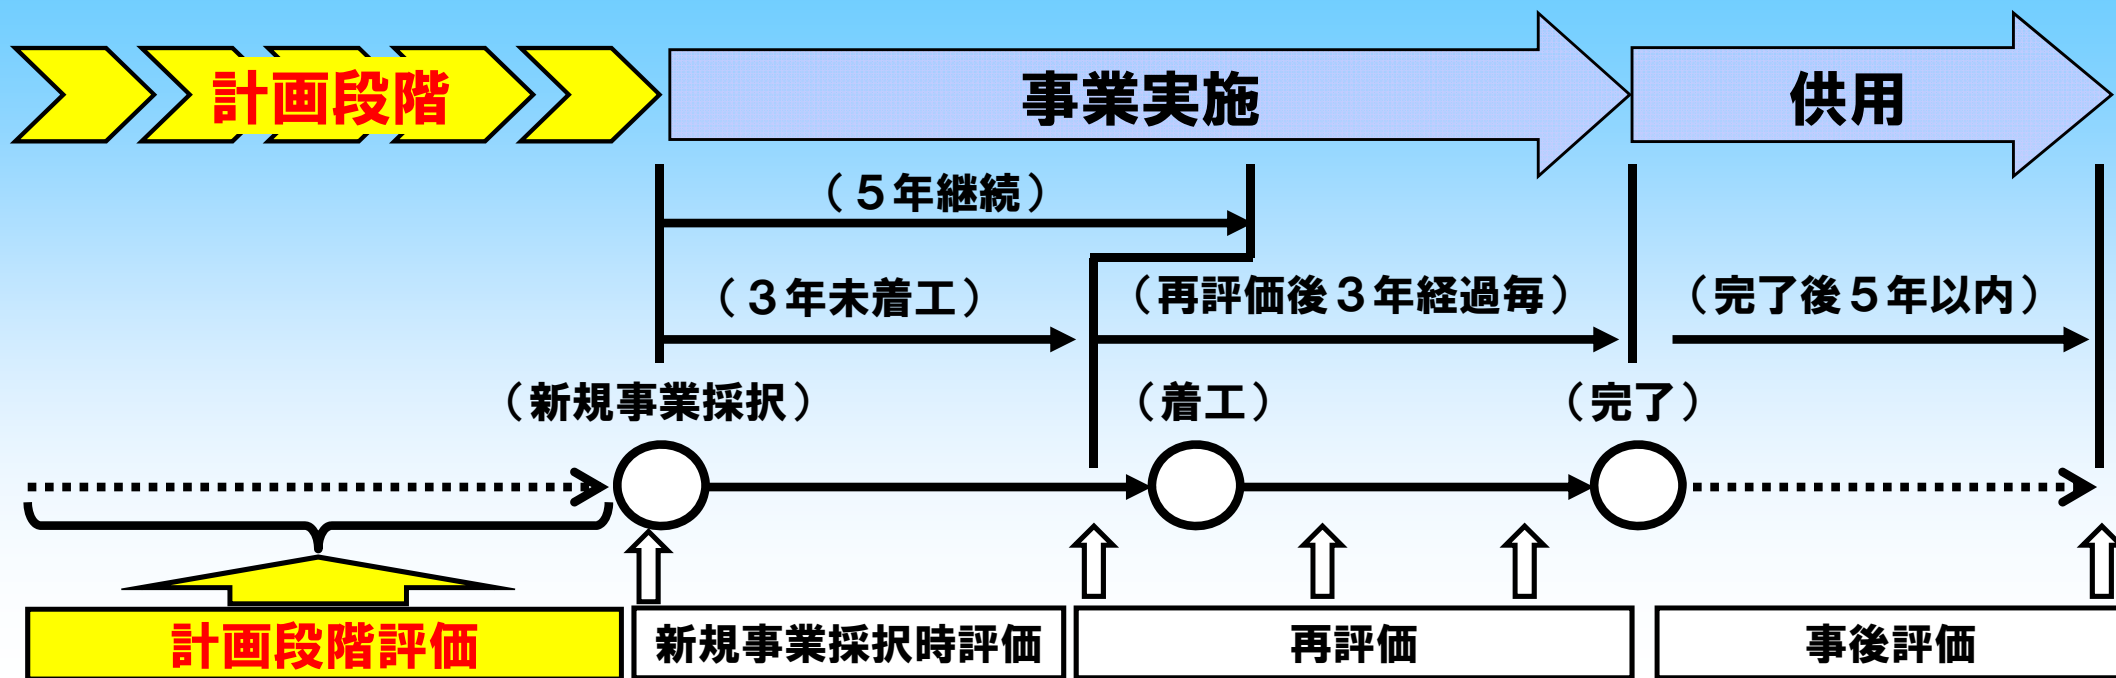 計画段階
事業実施
供用
（５年継続）
（３年未着工）
（再評価後３年経過毎）
（完了後５年以内）
（新規事業採択）
（着工）
（完了）
計画段階評価
新規事業採択時評価
再評価
事後評価